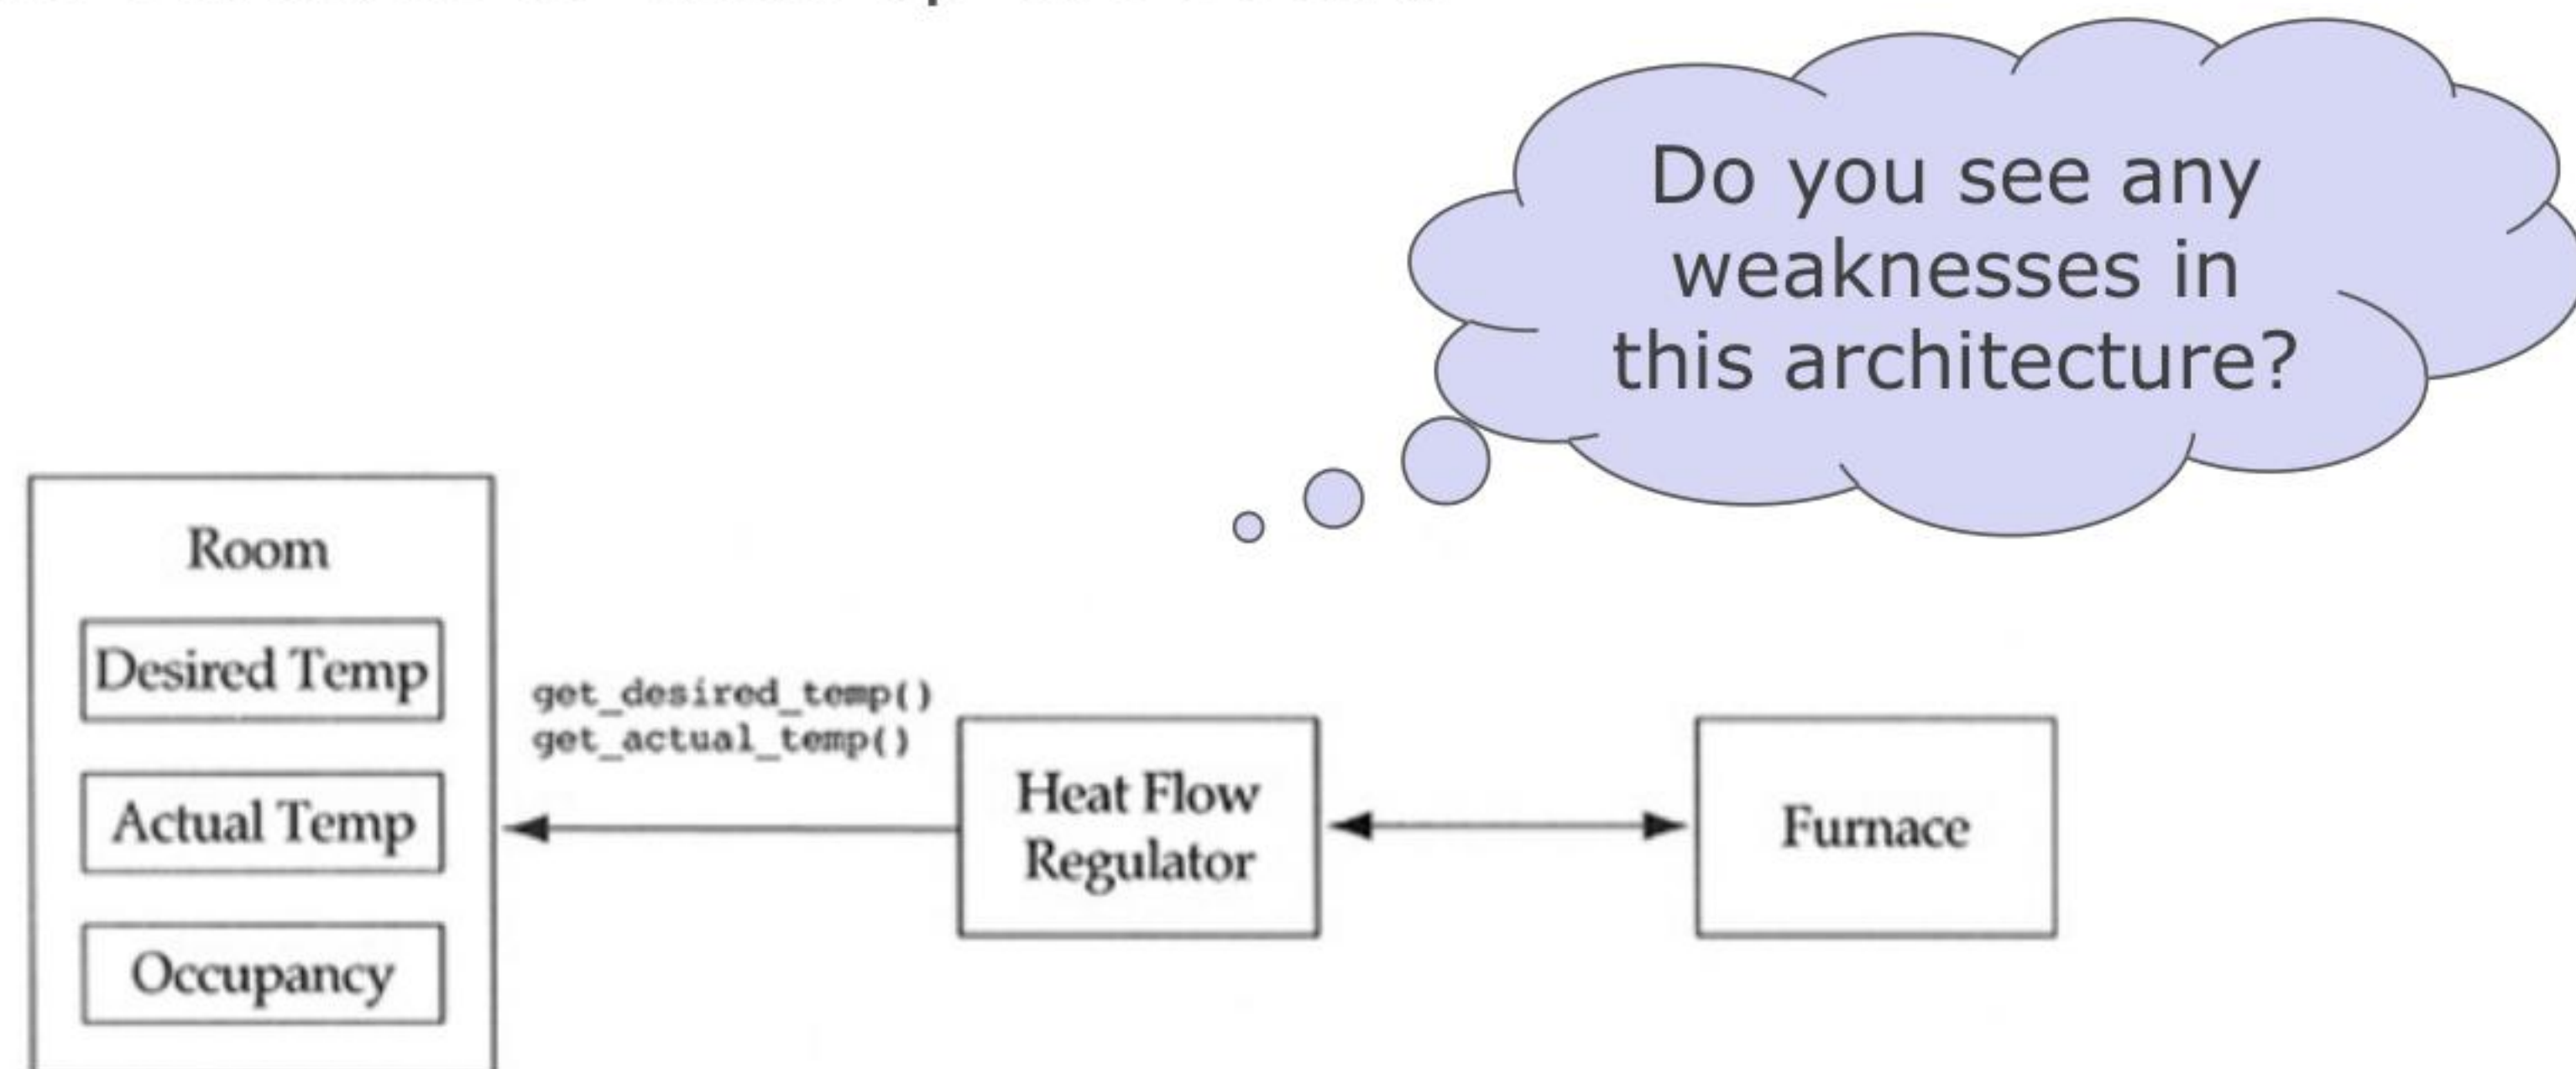 Do you see any
weaknesses in
this architecture?
Room
Desired Temp
Actual Temp
Occupancy
get_desired_temp()
get_actual_temp()
Heat Flow
Regulator
Furnace